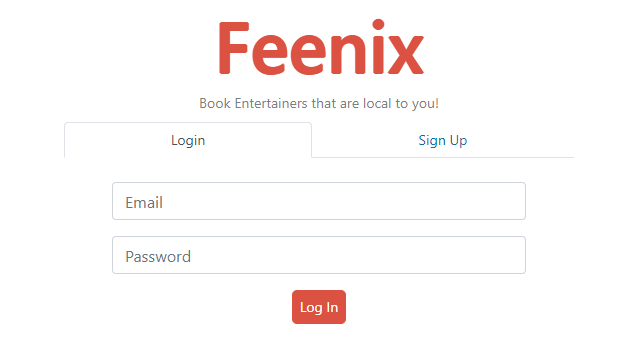 Feenix
Book Entertainers that are local to you!
Login
Sign Up
Email
Password
Log In